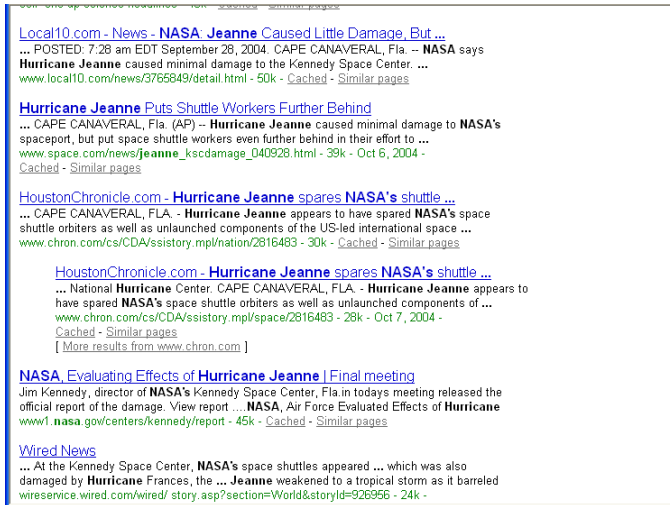 Local10.com - News - NASA: Jeanne Caused Little Damage, But ...
... POSTED: 7:28 am EDT September 28, 2004. CAPE CANAVERAL, Fla. -- NASA says
Hurricane Jeanne caused minimal damage to the Kennedy Space Center. ...
www.local10.com/news/3765849/detail.html - 50k - Cached - Similar pages
Hurricane Jeanne Puts Shuttle Workers Further Behind
... CAPE CANAVERAL, Fla. (AP) -- Hurricane Jeanne caused minimal damage to NASA's
spaceport, but put space shuttle workers even further behind in their effort to ...
www.space.com/news/jeanne_kscdamage_040928.html - 39k - Oct 6, 2004 -
Cached - Similar pages
HoustonChronicle.com - Hurricane Jeanne spares NASA's shuttle ...
... CAPE CANAVERAL, FLA. - Hurricane Jeanne appears to have spared NASA's space
shuttle orbiters as well as unlaunched components of the US-led international space ...
www.chron.com/cs/CDA/ssistory.mpl/nation/2816483 - 30k - Cached - Similar pages
HoustonChronicle.com - Hurricane Jeanne spares NASA's shuttle ...
... National Hurricane Center. CAPE CANAVERAL, FLA. - Hurricane Jeanne appears to
have spared NASA's space shuttle orbiters as well as unlaunched components of ...
www.chron.com/cs/CDA/ssistory.mpl/space/2816483 - 28k - Oct 7, 2004 -
Cached - Similar pages
[ More results from www.chron.com ]
NASA, Evaluating Effects of Hurricane Jeanne | Final meeting
Jim Kennedy, director of NASA's Kennedy Space Center, Fla.in todays meeting released the
official report of the damage. View report ....NASA, Air Force Evaluated Effects of Hurricane
www1.nasa.gov/centers/kennedy/report - 45k - Cached - Similar pages
Wired News
... At the Kennedy Space Center, NASA's space shuttles appeared ... which was also
damaged by Hurricane Frances, the ... Jeanne weakened to a tropical storm as it barreled
wireservice.wired.com/wired/ story.asp?section=World&storyId=926956 - 24k -